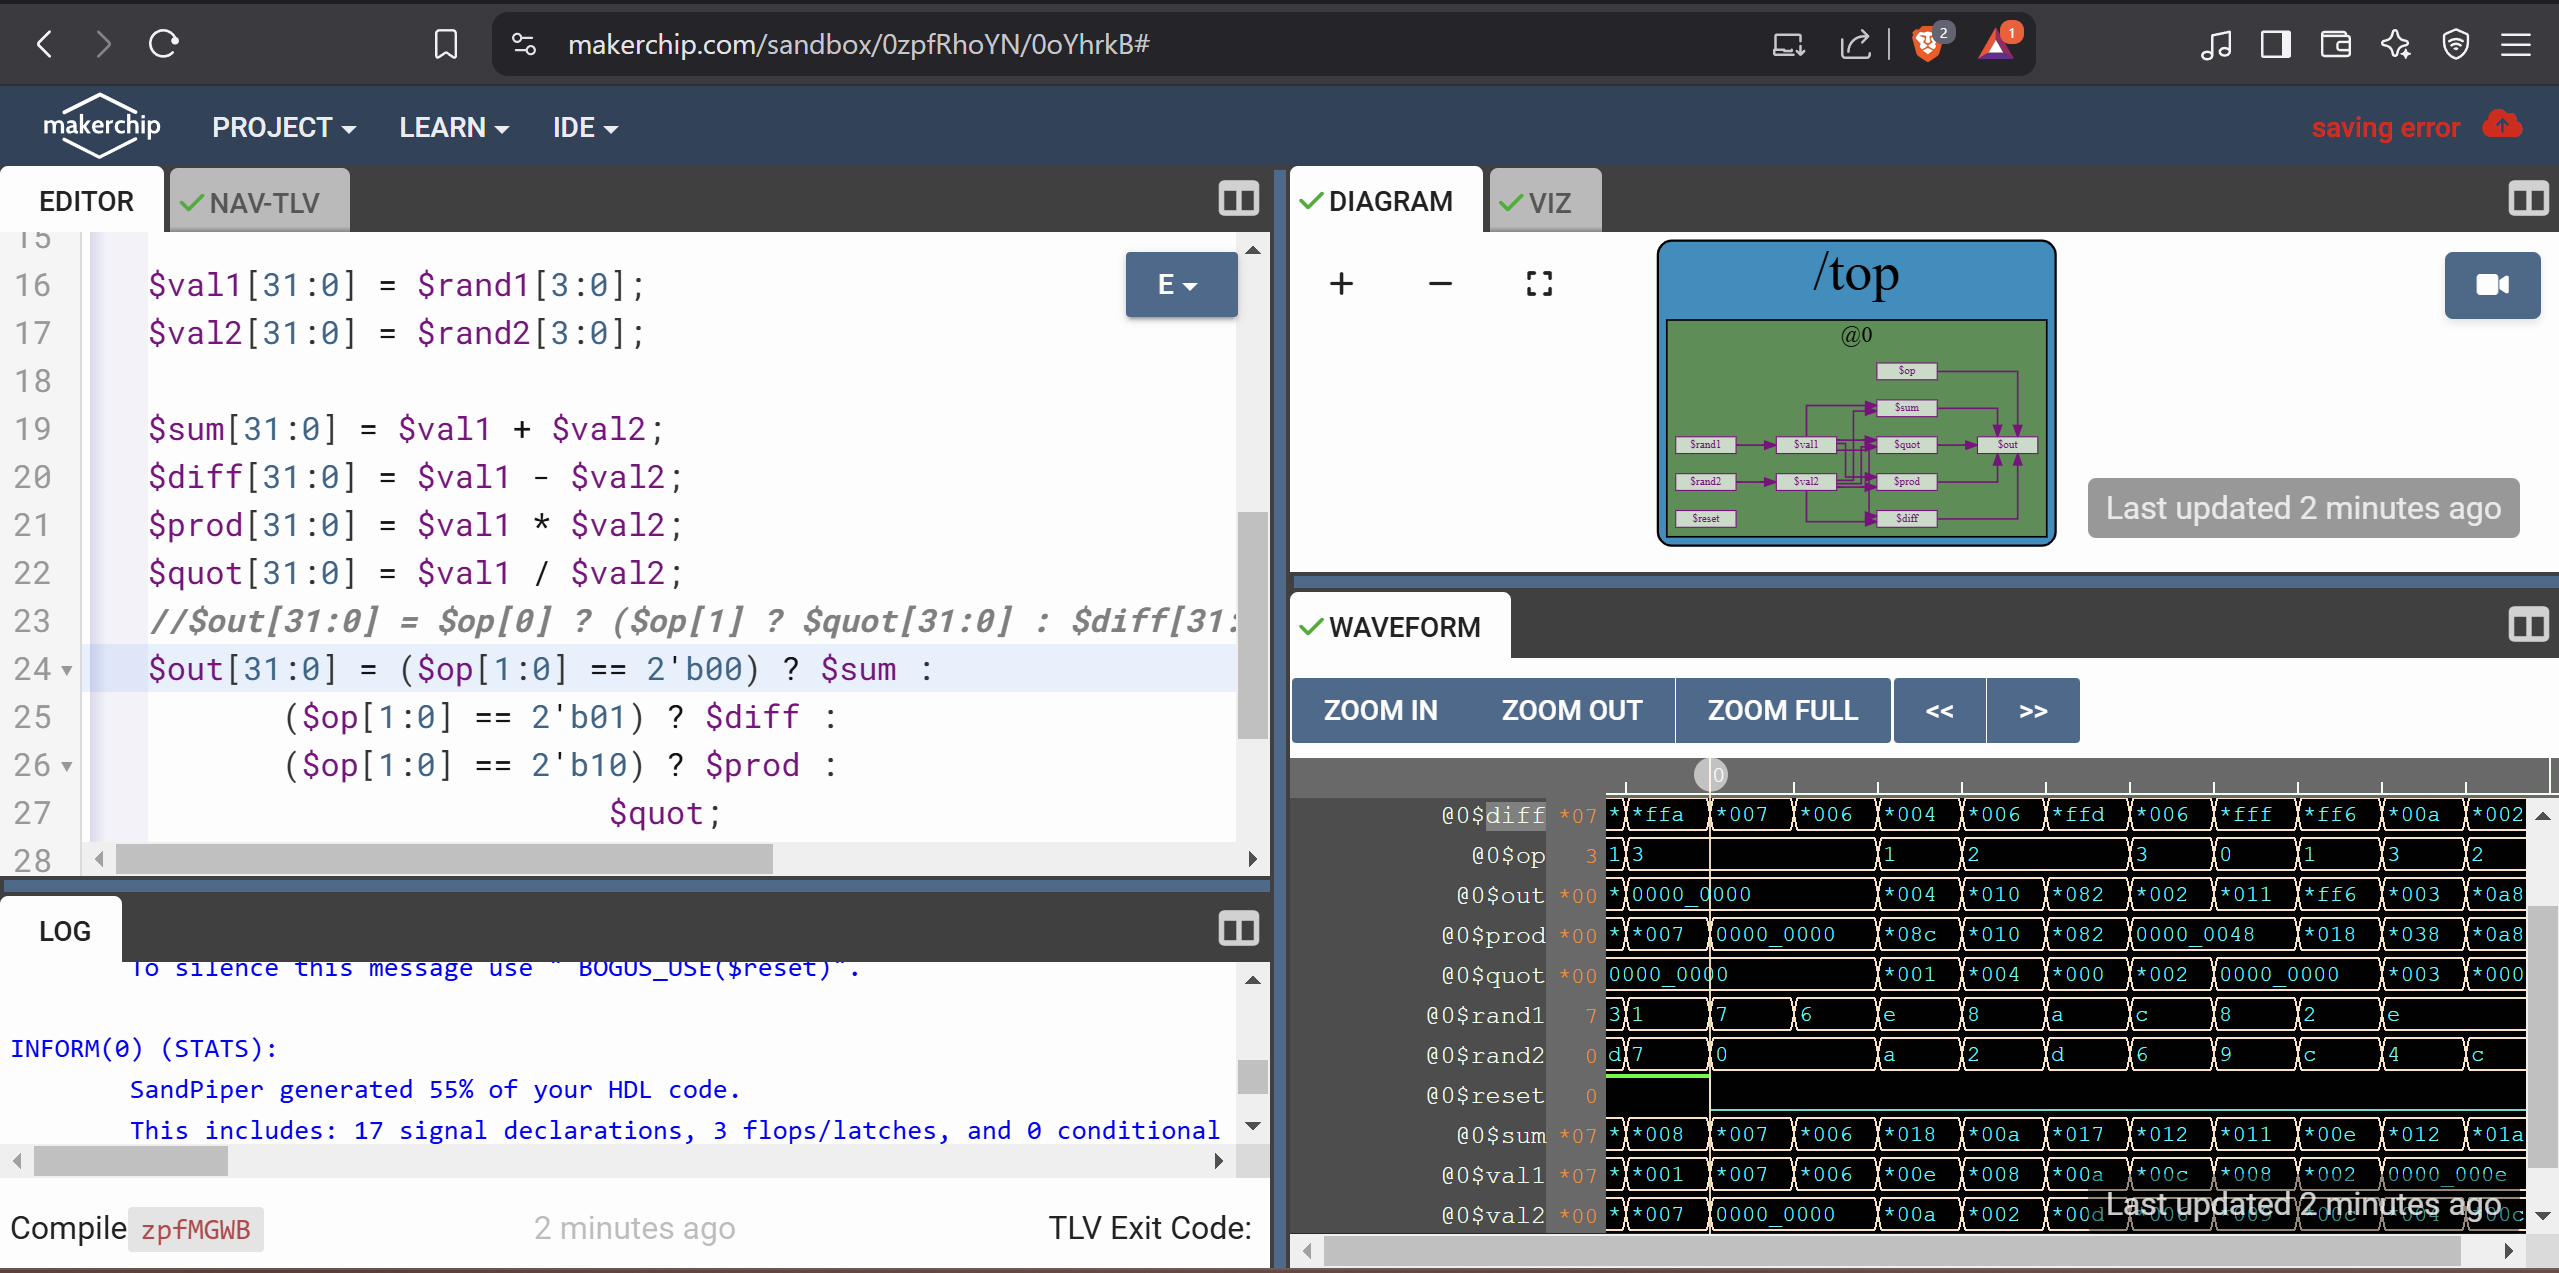 makerchip.com/sandbox/0zpfRhoYN/0oYhrkB#
2
1
makerchip
PROJECT
LEARN
IDE
saving error
EDITOR
NAV-TLV
E
15
16 $val1[31:0] = $rand1[3:0];
17 $val2[31:0] = $rand2[3:0];
18
19 $sum[31:0] = $val1 + $val2;
20 $diff[31:0] = $val1 - $val2;
21 $prod[31:0] = $val1 * $val2;
22 $quot[31:0] = $val1 / $val2;
23 //$out[31:0] = $op[0] ? ($op[1] ? $quot[31:0] : $diff[31:
24 $out[31:0] = ($op[1:0] == 2'b00) ? $sum :
25 ($op[1:0] == 2'b01) ? $diff :
26 ($op[1:0] == 2'b10) ? $prod :
27 $quot;
28
LOG
To silence this message use "`BOGUS_USE($reset)".
INFORM(0) (STATS):
SandPiper generated 55% of your HDL code.
This includes: 17 signal declarations, 3 flops/latches, and 0 conditional
Compile zpfMGWB 2 minutes ago TLV Exit Code:
DIAGRAM
VIZ
/top
@0
$op
$sum
$rand1 $val1 $quot $out
$rand2 $val2 $prod
$reset $diff
Last updated 2 minutes ago
WAVEFORM
ZOOM IN ZOOM OUT ZOOM FULL << >>
0
@0$diff *07 * *ffa *007 *006 *004 *006 *ffd *006 *fff *ff6 *00a *002
@0$op 3 1 3 1 2 3 0 1 3 2
@0$out *00 * 0000_0000 *004 *010 *082 *002 *011 *ff6 *003 *0a8
@0$prod *00 * *007 0000_0000 *08c *010 *082 0000_0048 *018 *038 *0a8
@0$quot *00 0000_0000 *001 *004 *000 *002 0000_0000 *003 *000
@0$rand1 7 3 1 7 6 e 8 a c 8 2 e
@0$rand2 0 d 7 0 a 2 d 6 9 c 4 c
@0$reset 0
@0$sum *07 * *008 *007 *006 *018 *00a *017 *012 *011 *00e *012 *01a
@0$val1 *07 * *001 *007 *006 *00e *008 *00a *00c *008 *002 0000_000e
@0$val2 *00 * *007 0000_0000 *00a *002 *00d
Last updated 2 minutes ago